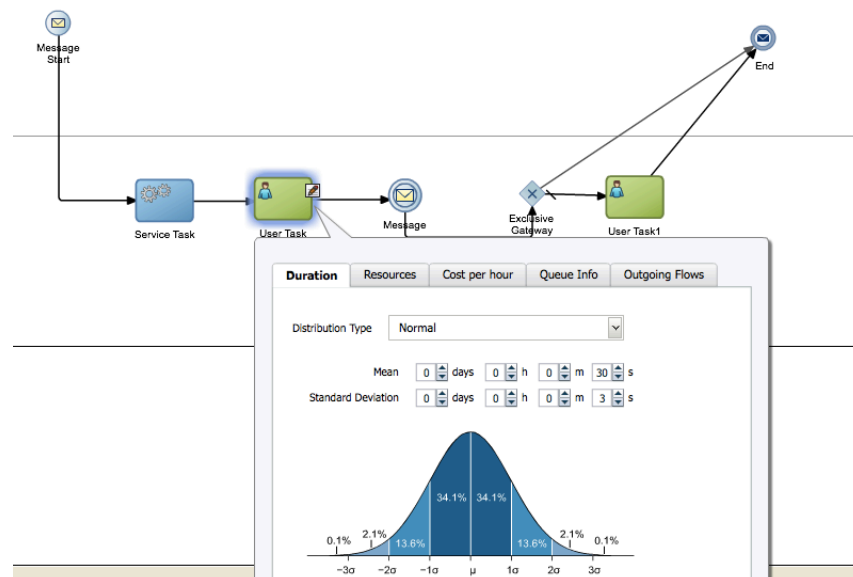 Message
Start
End
Service Task
User Task
Message
Exclusive
Gateway
User Task1
Duration
Resources
Cost per hour
Queue Info
Outgoing Flows
Distribution Type
Normal
Mean 0 days 0 h 0 m 30 s
Standard Deviation 0 days 0 h 0 m 3 s
34.1% 34.1%
0.1% 2.1% 13.6% 13.6% 2.1% 0.1%
−3σ −2σ −1σ μ 1σ 2σ 3σ